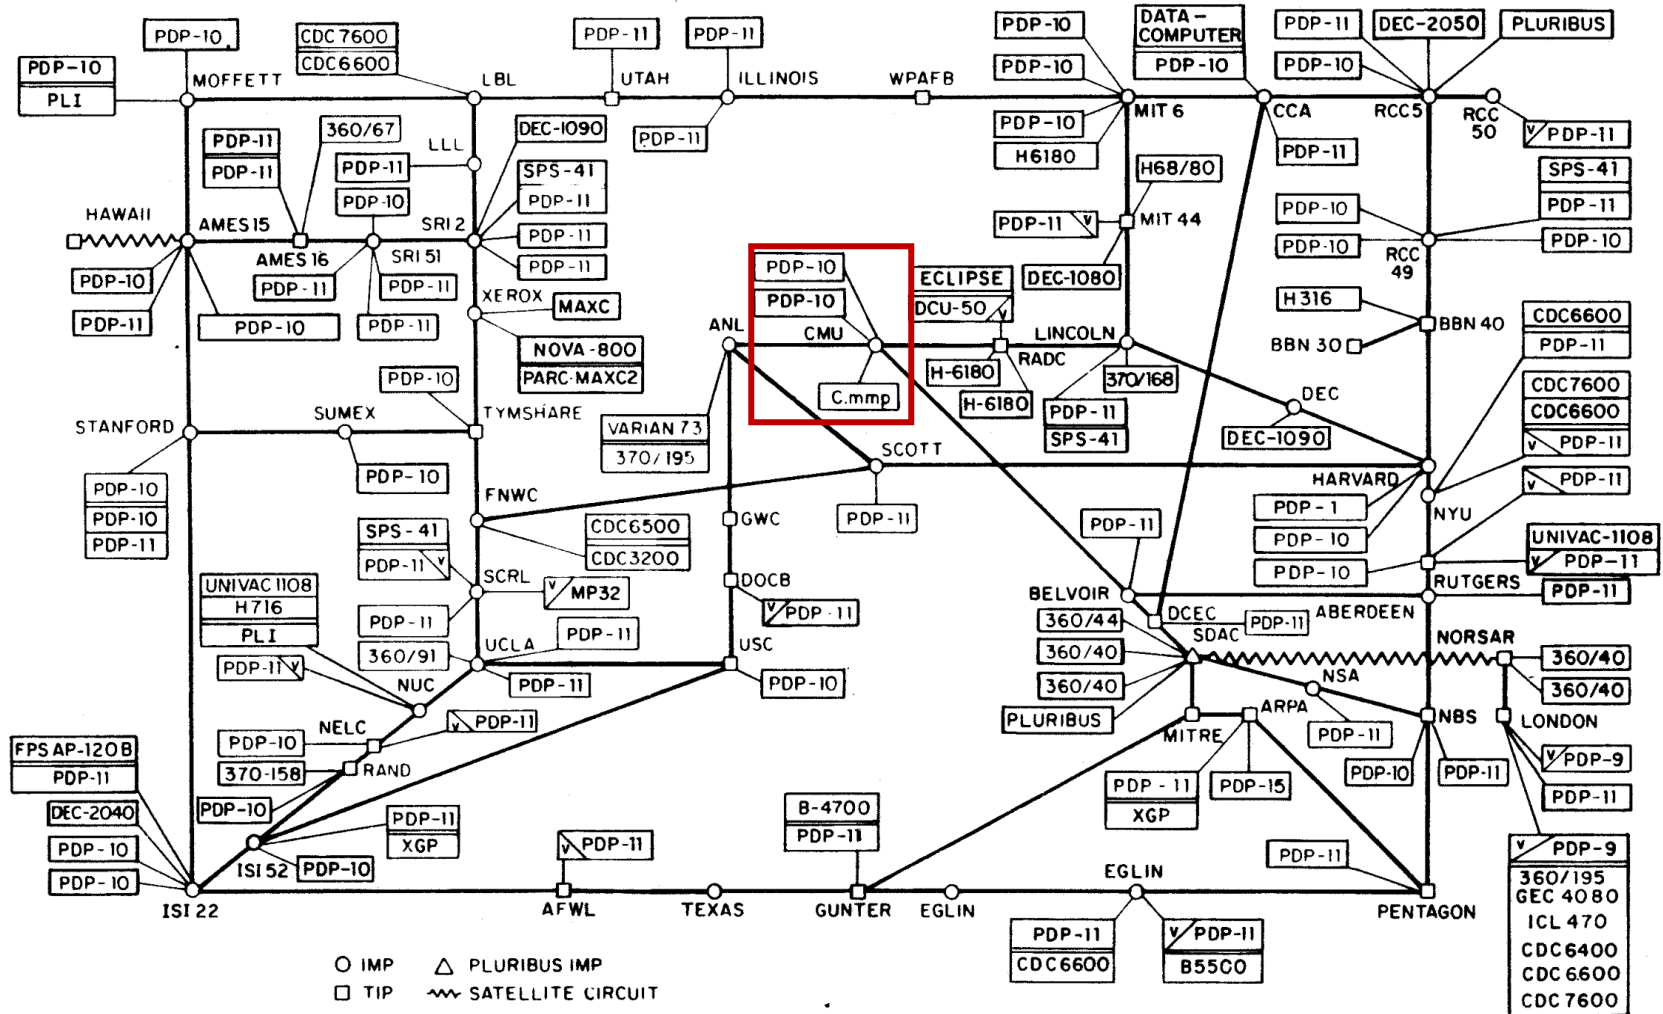 PDP-10
MOFFETT
PDP-10
PLI
CDC7600
CDC6600
LBL
PDP-11
UTAH
PDP-11
ILLINOIS
PDP-11
WPAFB
PDP-10
PDP-10
PDP-10
H6180
MIT 6
DATA-
COMPUTER
PDP-10
CCA
PDP-11
PDP-11
PDP-10
DEC-2050
PLURIBUS
RCC5
RCC
50
V PDP-11
HAWAII
AMES15
PDP-10
PDP-11
PDP-10
PDP-11
PDP-11
360/67
AMES 16
LLL
PDP-11
PDP-10
SRI 51
PDP-11
PDP-11
PDP-11
SRI 2
DEC-1090
SPS-41
PDP-11
PDP-11
PDP-11
XEROX
MAXC
NOVA-800
PARC-MAXC2
PDP-10
TYMSHARE
SUMEX
PDP-10
STANFORD
PDP-10
PDP-10
PDP-11
H68/80
PDP-11 V
MIT 44
DEC-1080
SPS-41
PDP-11
PDP-10
PDP-10
PDP-10
RCC
49
H316
BBN 40
BBN 30
PDP-10
PDP-10
CMU
C.mmp
ANL
VARIAN 73
370/195
ECLIPSE
DCU-50 V
RADC
H-6180
H-6180
LINCOLN
370/168
PDP-11
SPS-41
DEC
DEC-1090
CDC6600
PDP-11
CDC7600
CDC6600
V PDP-11
V PDP-11
HARVARD
PDP-1
PDP-10
PDP-10
NYU
UNIVAC-1108
V PDP-11
RUTGERS
PDP-11
ABERDEEN
SCOTT
PDP-11
FNWC
CDC6500
CDC3200
GWC
DOCB
V PDP-11
USC
PDP-10
SPS-41
PDP-11 V
SCRL
V MP32
PDP-11
UCLA
360/91
PDP-11
PDP-11
UNIVAC 1108
H716
PLI
PDP-11 V
NUC
NELC
PDP-10
V PDP-11
370-158
RAND
PDP-10
PDP-11
XGP
ISI 52
PDP-10
FPS AP-120B
PDP-11
DEC-2040
PDP-10
PDP-10
ISI 22
PDP-11
BELVOIR
DCEC
PDP-11
SDAC
360/44
360/40
360/40
PLURIBUS
NORSAR
360/40
360/40
NSA
PDP-11
NBS
PDP-10
PDP-11
LONDON
V PDP-9
PDP-11
V PDP-9
360/195
GEC 4080
ICL 470
CDC6400
CDC6600
CDC7600
MITRE
ARPA
PDP-11
XGP
PDP-15
V PDP-11
AFWL
TEXAS
B-4700
PDP-11
GUNTER
EGLIN
EGLIN
PDP-11
CDC6600
V PDP-11
B5500
PDP-11
PENTAGON
IMP
PLURIBUS IMP
TIP
SATELLITE CIRCUIT